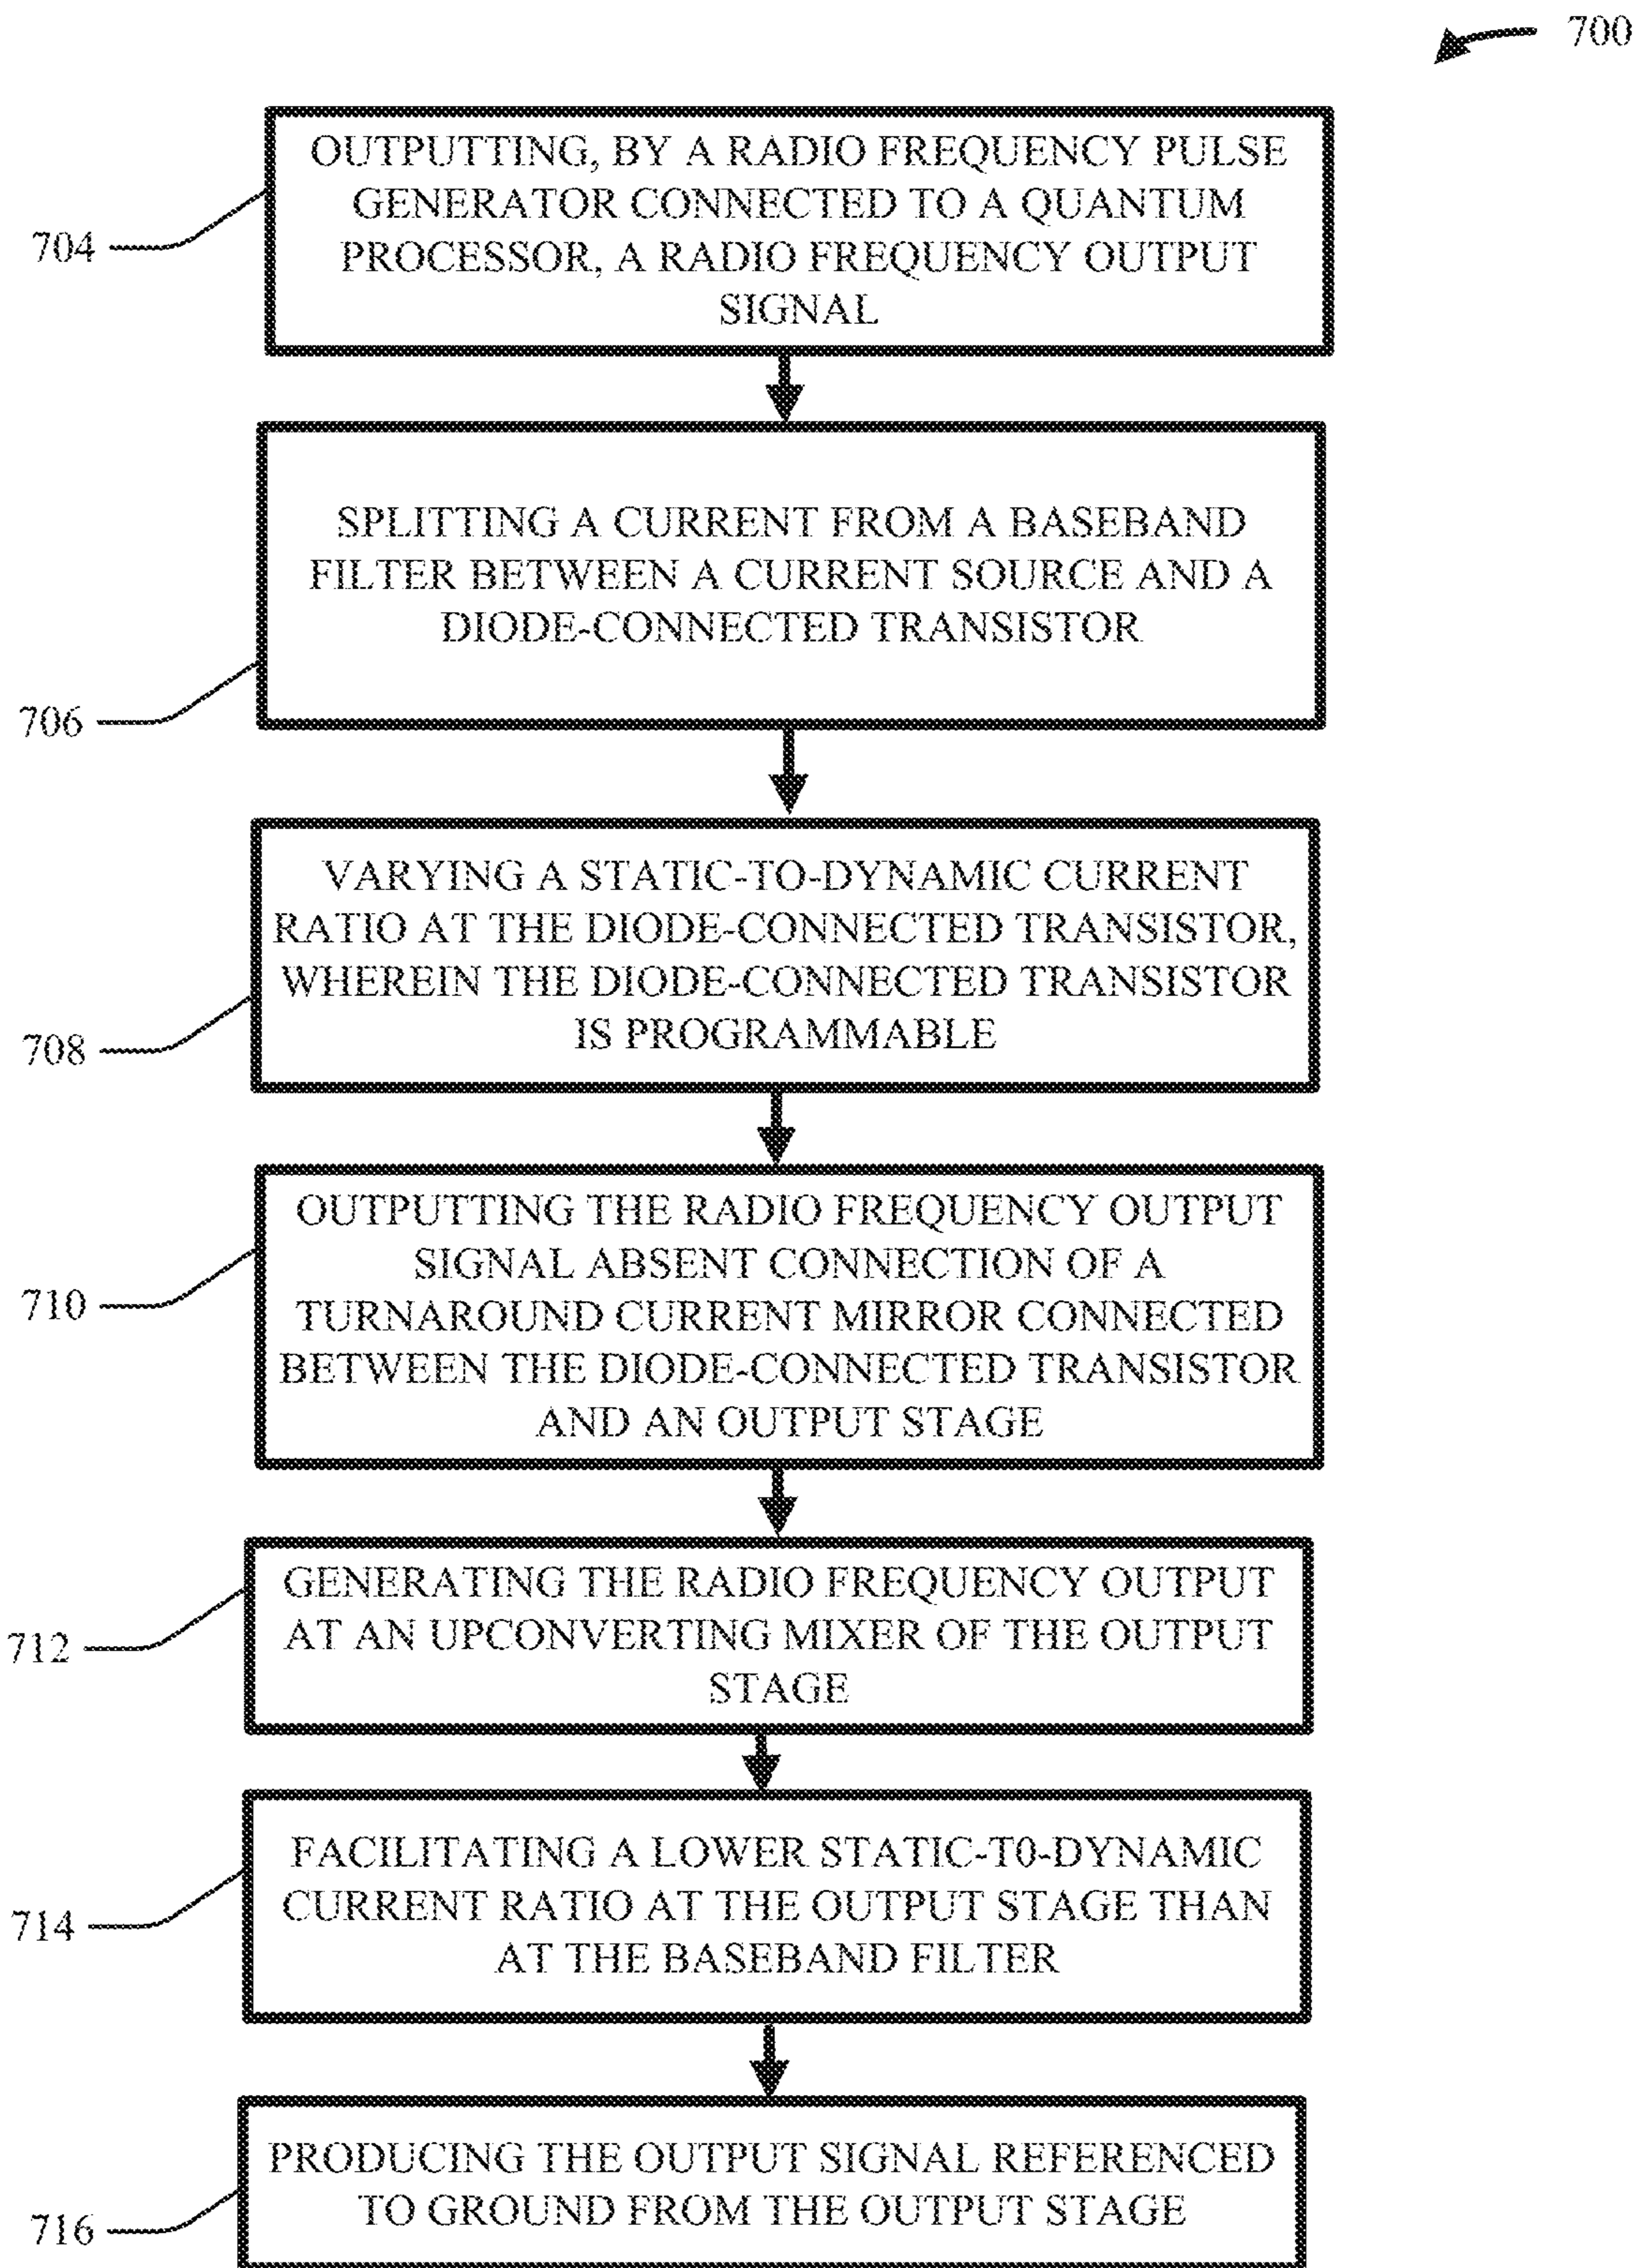 700
OUTPUTTING, BY A RADIO FREQUENCY PULSE
GENERATOR CONNECTED TO A QUANTUM
PROCESSOR, A RADIO FREQUENCY OUTPUT
SIGNAL
704
SPLITTING A CURRENT FROM A BASEBAND
FILTER BETWEEN A CURRENT SOURCE AND A
DIODE-CONNECTED TRANSISTOR
706
VARYING A STATIC-TO-DYNAMIC CURRENT
RATIO AT THE DIODE-CONNECTED TRANSISTOR,
WHEREIN THE DIODE-CONNECTED TRANSISTOR
IS PROGRAMMABLE
708
OUTPUTTING THE RADIO FREQUENCY OUTPUT
SIGNAL ABSENT CONNECTION OF A
TURNAROUND CURRENT MIRROR CONNECTED
BETWEEN THE DIODE-CONNECTED TRANSISTOR
AND AN OUTPUT STAGE
710
GENERATING THE RADIO FREQUENCY OUTPUT
AT AN UPCONVERTING MIXER OF THE OUTPUT
STAGE
712
FACILITATING A LOWER STATIC-T0-DYNAMIC
CURRENT RATIO AT THE OUTPUT STAGE THAN
AT THE BASEBAND FILTER
714
PRODUCING THE OUTPUT SIGNAL REFERENCED
TO GROUND FROM THE OUTPUT STAGE
716